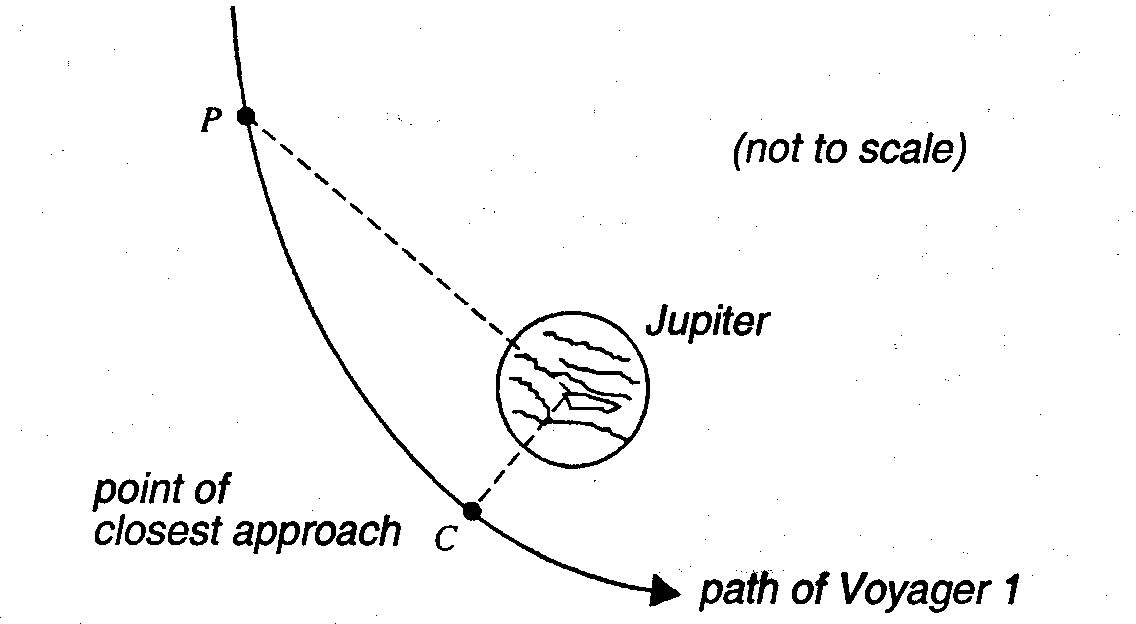 P
(not to scale)
Jupiter
point of
closest approach
C
path of Voyager 1